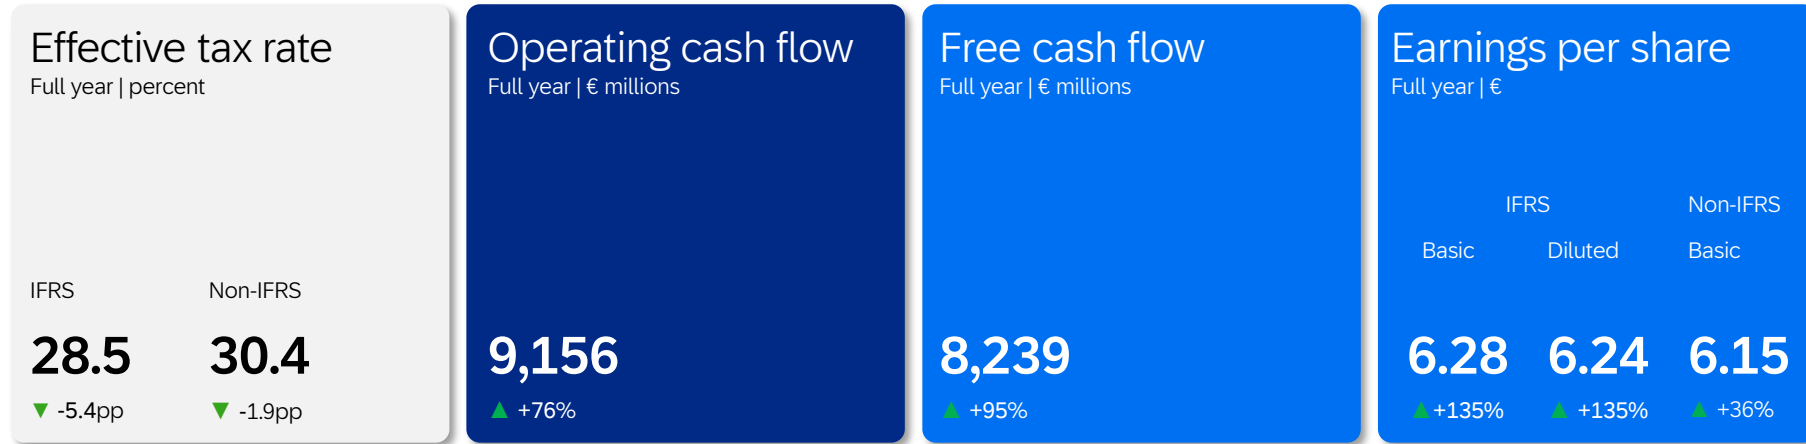 Effective tax rate
Full year | percent
IFRS Non-IFRS
28.5 30.4
▼ -5.4pp ▼ -1.9pp
Operating cash flow
Full year | € millions
9,156
▲ +76%
Free cash flow
Full year | € millions
8,239
▲ +95%
Earnings per share
Full year | €
IFRS Non-IFRS
Basic Diluted Basic
6.28 6.24 6.15
▲+135% ▲ +135% ▲ +36%